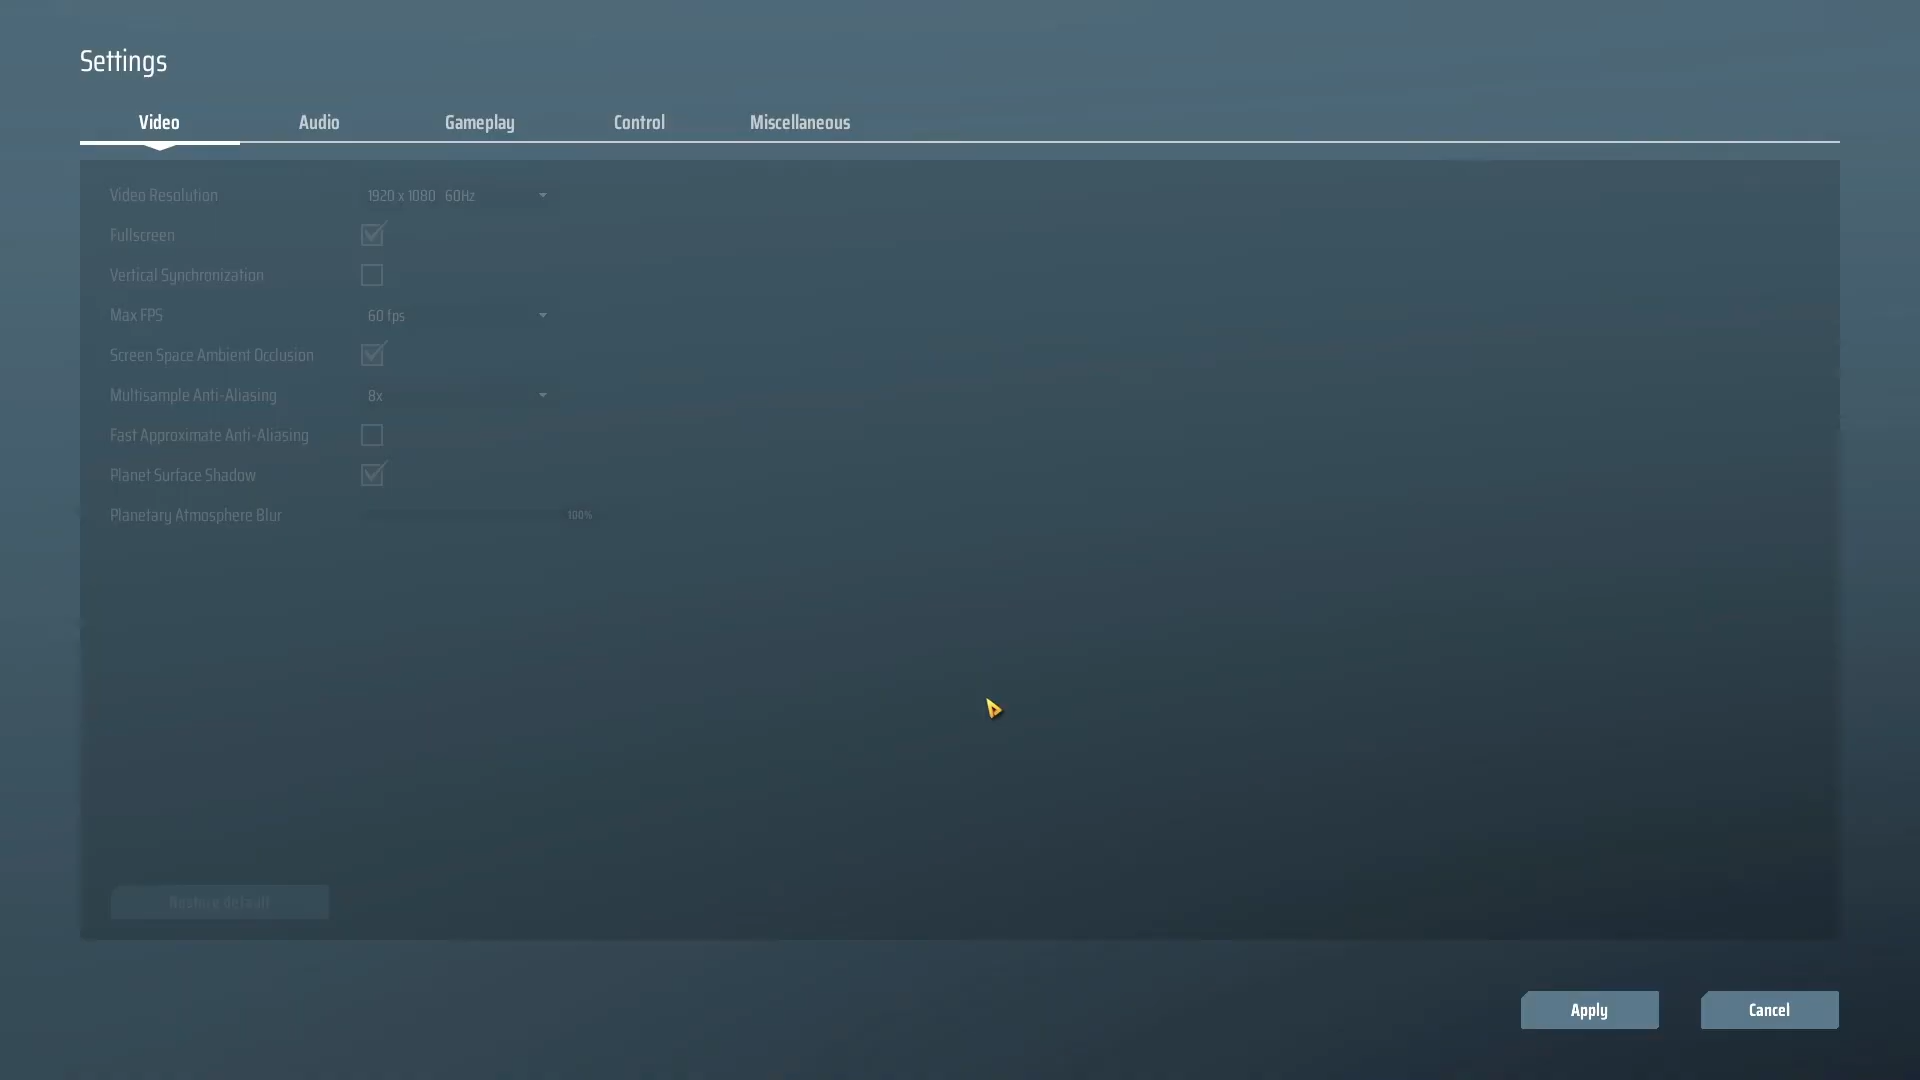 Settings
Video Audio Gameplay Control Miscellaneous
Video Resolution 1920 x 1080 60Hz
Fullscreen
Vertical Synchronization
Max FPS 60 fps
Screen Space Ambient Occlusion
Multisample Anti-Aliasing 8x
Fast Approximate Anti-Aliasing
Planet Surface Shadow
Planetary Atmosphere Blur 100%
Restore default
Apply Cancel